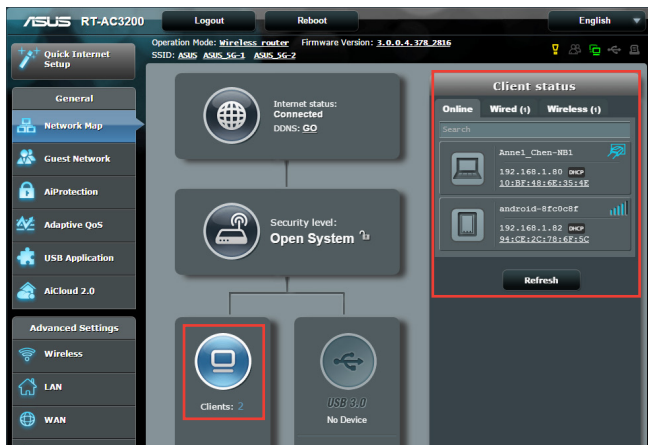 ASUS RT-AC3200
Logout
Reboot
English
Quick Internet
Setup
Operation Mode: Wireless router Firmware Version: 3.0.0.4.378_2816
SSID: ASUS ASUS_5G-1 ASUS_5G-2
General
Network Map
Guest Network
AiProtection
Adaptive QoS
USB Application
AiCloud 2.0
Advanced Settings
Wireless
LAN
WAN
Internet status:
Connected
DDNS: GO
Security level:
Open System
Clients: 2
USB 3.0
No Device
Client status
Online Wired (1) Wireless (1)
Search
Anne1_Chen-NB1
192.168.1.80 DHCP
10:BF:48:6E:35:4E
android-8fc0c8f
192.168.1.82 DHCP
94:CE:2C:78:6F:5C
Refresh